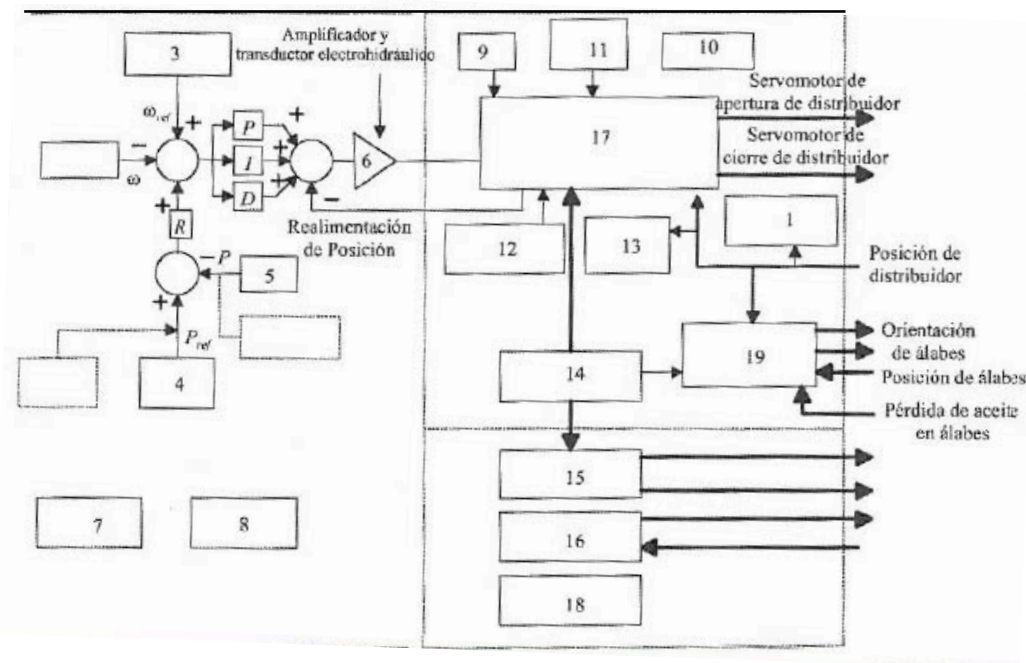 Amplificador y
transductor electrohidráulico
3
9
11
10
Servomotor de
apertura de distribuidor
Servomotor de
cierre de distribuidor
ω ref
+
P
+
−
ω
I
+
6
17
+
D
+
−
R
Realimentación
de Posición
12
13
1
Posición de
distribuidor
− P
5
+
P ref
4
14
19
Orientación
de álabes
Posición de álabes
Pérdida de aceite
en álabes
15
7
8
16
18